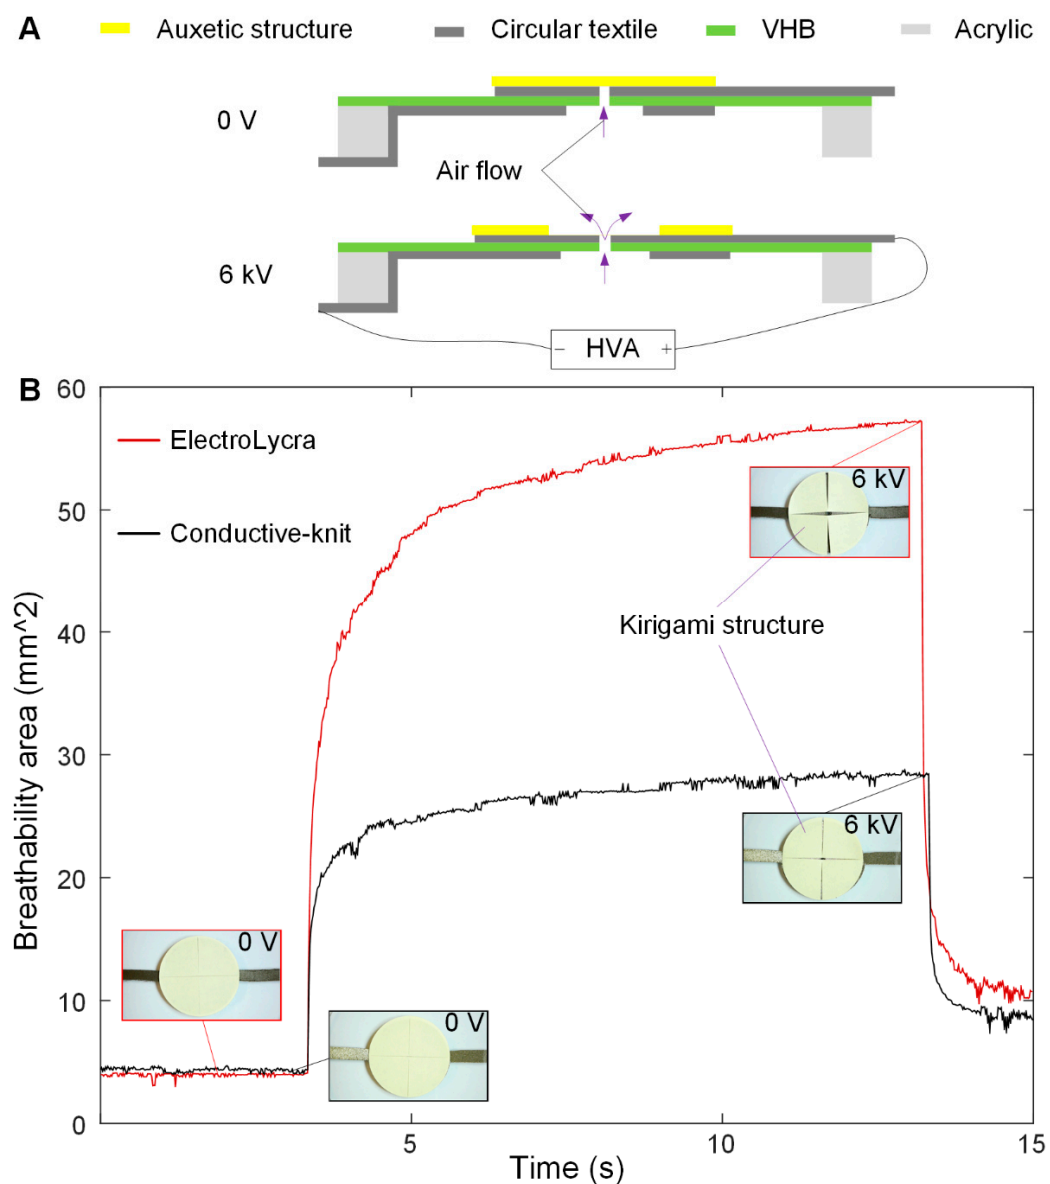 A
Auxetic structure
Circular textile
VHB
Acrylic
0 V
Air flow
6 kV
− HVA +
B
ElectroLycra
Conductive-knit
6 kV
Kirigami structure
6 kV
0 V
0 V
60
50
40
30
20
10
0
5
10
15
Breathability area (mm^2)
Time (s)